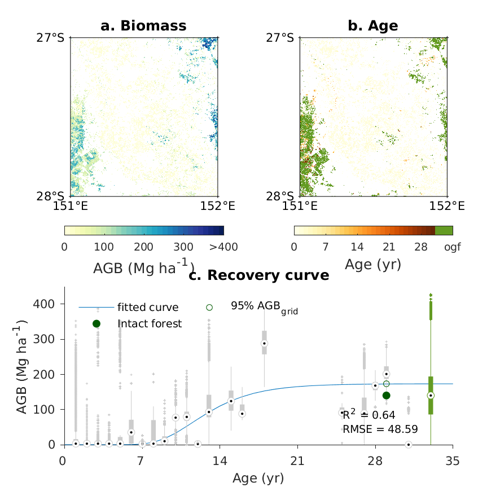 a. Biomass
b. Age
27°S
27°S
28°S
28°S
151°E
152°E
151°E
152°E
0 100 200 300 >400
0 7 14 21 28 ogf
AGB (Mg ha-1)
Age (yr)
c. Recovery curve
AGB (Mg ha-1)
400
300
200
100
0
fitted curve
95% AGBgrid
Intact forest
R2 = 0.64
RMSE = 48.59
0 7 14 21 28 35
Age (yr)